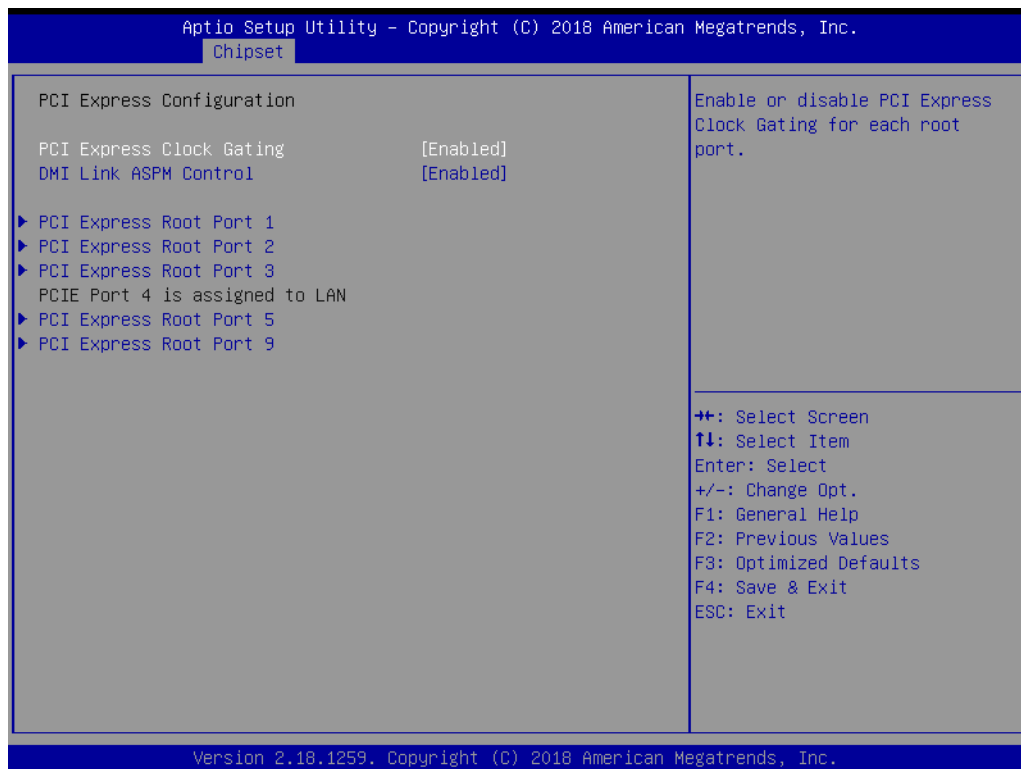 Aptio Setup Utility – Copyright (C) 2018 American Megatrends, Inc.
Chipset
PCI Express Configuration
PCI Express Clock Gating [Enabled]
DMI Link ASPM Control [Enabled]
PCI Express Root Port 1
PCI Express Root Port 2
PCI Express Root Port 3
PCIE Port 4 is assigned to LAN
PCI Express Root Port 5
PCI Express Root Port 9
Enable or disable PCI Express
Clock Gating for each root
port.
→←: Select Screen
↑↓: Select Item
Enter: Select
+/-: Change Opt.
F1: General Help
F2: Previous Values
F3: Optimized Defaults
F4: Save & Exit
ESC: Exit
Version 2.18.1259. Copyright (C) 2018 American Megatrends, Inc.